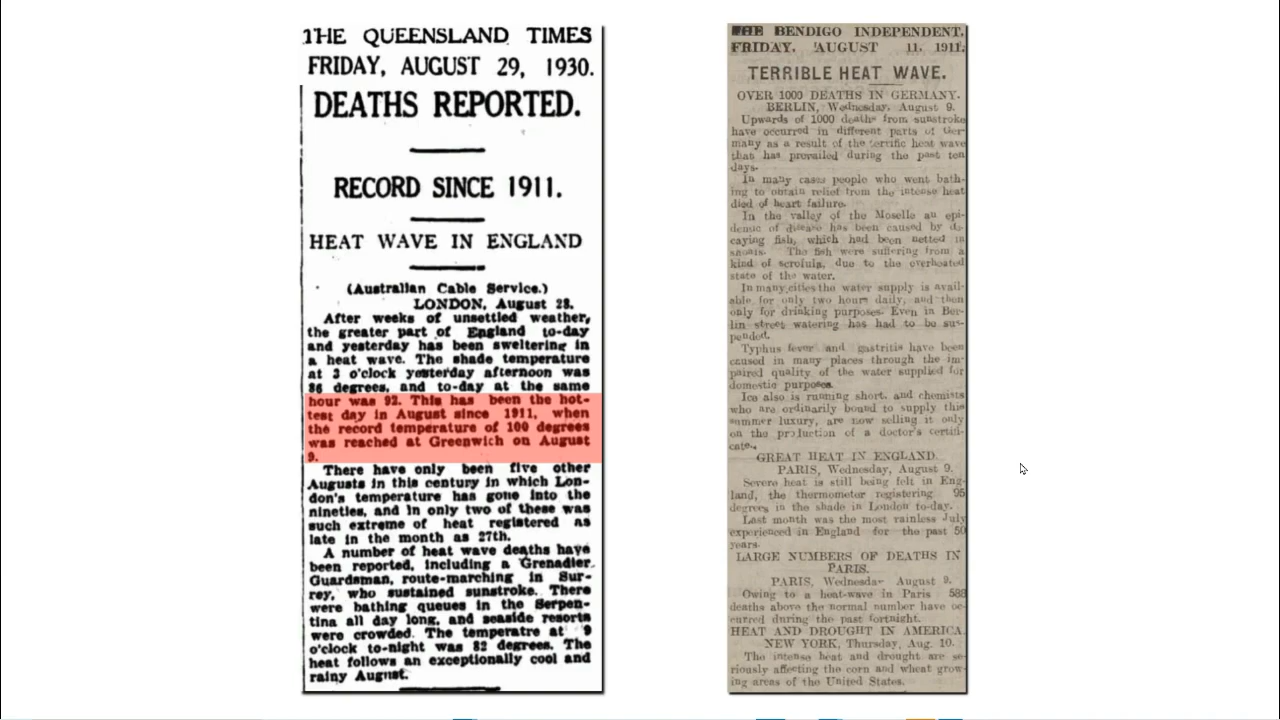 THE QUEENSLAND TIMES
FRIDAY, AUGUST 29, 1930.
DEATHS REPORTED.
RECORD SINCE 1911.
HEAT WAVE IN ENGLAND
(Australian Cable Service.)
LONDON, August 28.
After weeks of unsettled weather,
the greater part of England to-day
and yesterday has been sweltering in
a heat wave. The shade temperature
at 3 o'clock yesterday afternoon was
86 degrees, and to-day at the same
hour was 92. This has been the hot-
test day in August since 1911, when
the record temperature of 100 degrees
was reached at Greenwich on August
9.
There have only been five other
Augusts in this century in which Lon-
don's temperature has gone into the
nineties, and in only two of these was
such extreme of heat registered as
late in the month as 27th.
A number of heat wave deaths have
been reported, including a Grenadier
Guardsman, route-marching in Sur-
rey, who sustained sunstroke. There
were bathing queues in the Serpen-
tina all day long, and seaside resorts
were crowded. The temperatre at 9
o'clock to-night was 82 degrees. The
heat follows an exceptionally cool and
rainy August.
THE BENDIGO INDEPENDENT,
FRIDAY, AUGUST 11, 1911.
TERRIBLE HEAT WAVE.
OVER 1000 DEATHS IN GERMANY.
BERLIN, Wednesday, August 9.
Upwards of 1000 deaths from sunstroke
have occurred in different parts of Ger-
many as a result of the terrific heat wave
that has prevailed during the past ten
days.
In many cases people who went bath-
ing to obtain relief from the intense heat
died of heart failure.
In the valley of the Moselle an epi-
demic of disease has been caused by de-
caying fish, which had been netted in
shoals. The fish were suffering from a
kind of scrofula, due to the overheated
state of the water.
In many cities the water supply is avail-
able for only two hours daily, and then
only for drinking purposes. Even in Ber-
lin street watering has had to be sus-
pended.
Typhus fever and gastritis have been
caused in many places through the im-
paired quality of the water supplied for
domestic purposes.
Ice also is running short, and chemists
who are ordinarily bound to supply this
summer luxury, are now selling it only
on the production of a doctor's certifi-
cate.
GREAT HEAT IN ENGLAND.
PARIS, Wednesday, August 9.
Severe heat is still being felt in Eng-
land, the thermometer registering 95
degrees in the shade in London to-day.
Last month was the most rainless July
experienced in England for the past 50
years.
LARGE NUMBERS OF DEATHS IN
PARIS.
PARIS, Wednesday August 9.
Owing to a heat-wave in Paris 588
deaths above the normal number have oc-
curred during the past fortnight.
HEAT AND DROUGHT IN AMERICA.
NEW YORK, Thursday, Aug. 10.
The intense heat and drought are se-
riously affecting the corn and wheat grow-
ing areas of the United States.